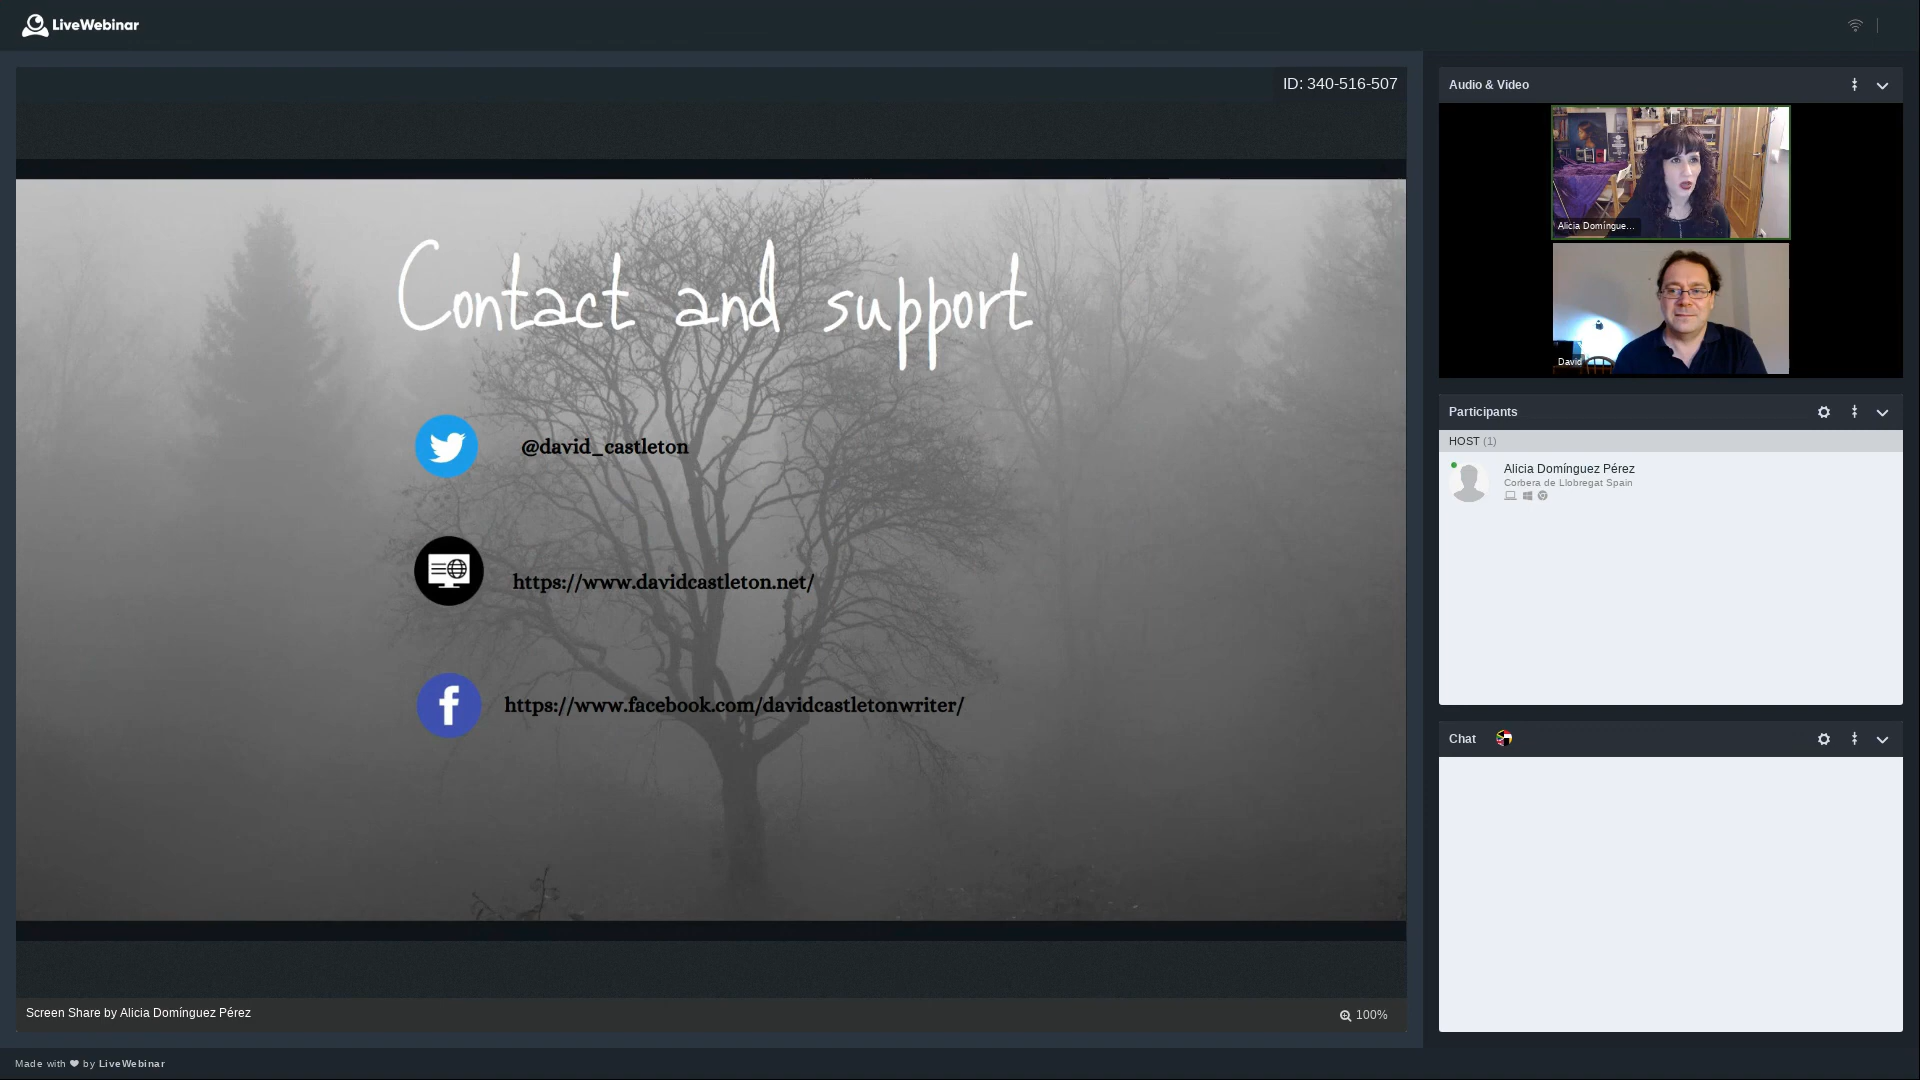 LiveWebinar
ID: 340-516-507
Contact and support
@david_castleton
https://www.davidcastleton.net/
https://www.facebook.com/davidcastletonwriter/
Screen Share by Alicia Domínguez Pérez
100%
Audio & Video
Alicia Domíngue...
David
Participants
HOST (1)
Alicia Domínguez Pérez
Corbera de Llobregat Spain
Chat
Made with ❤ by LiveWebinar